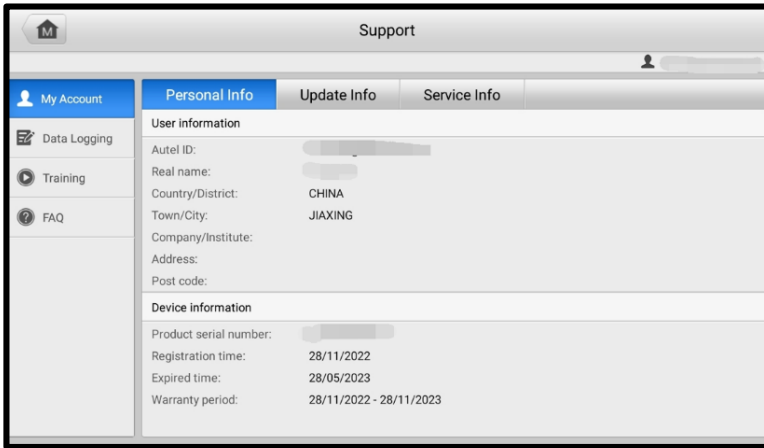 M
Support
My Account
Data Logging
Training
FAQ
Personal Info Update Info Service Info
User information
Autel ID:
Real name:
Country/District: CHINA
Town/City: JIAXING
Company/Institute:
Address:
Post code:
Device information
Product serial number:
Registration time: 28/11/2022
Expired time: 28/05/2023
Warranty period: 28/11/2022 - 28/11/2023